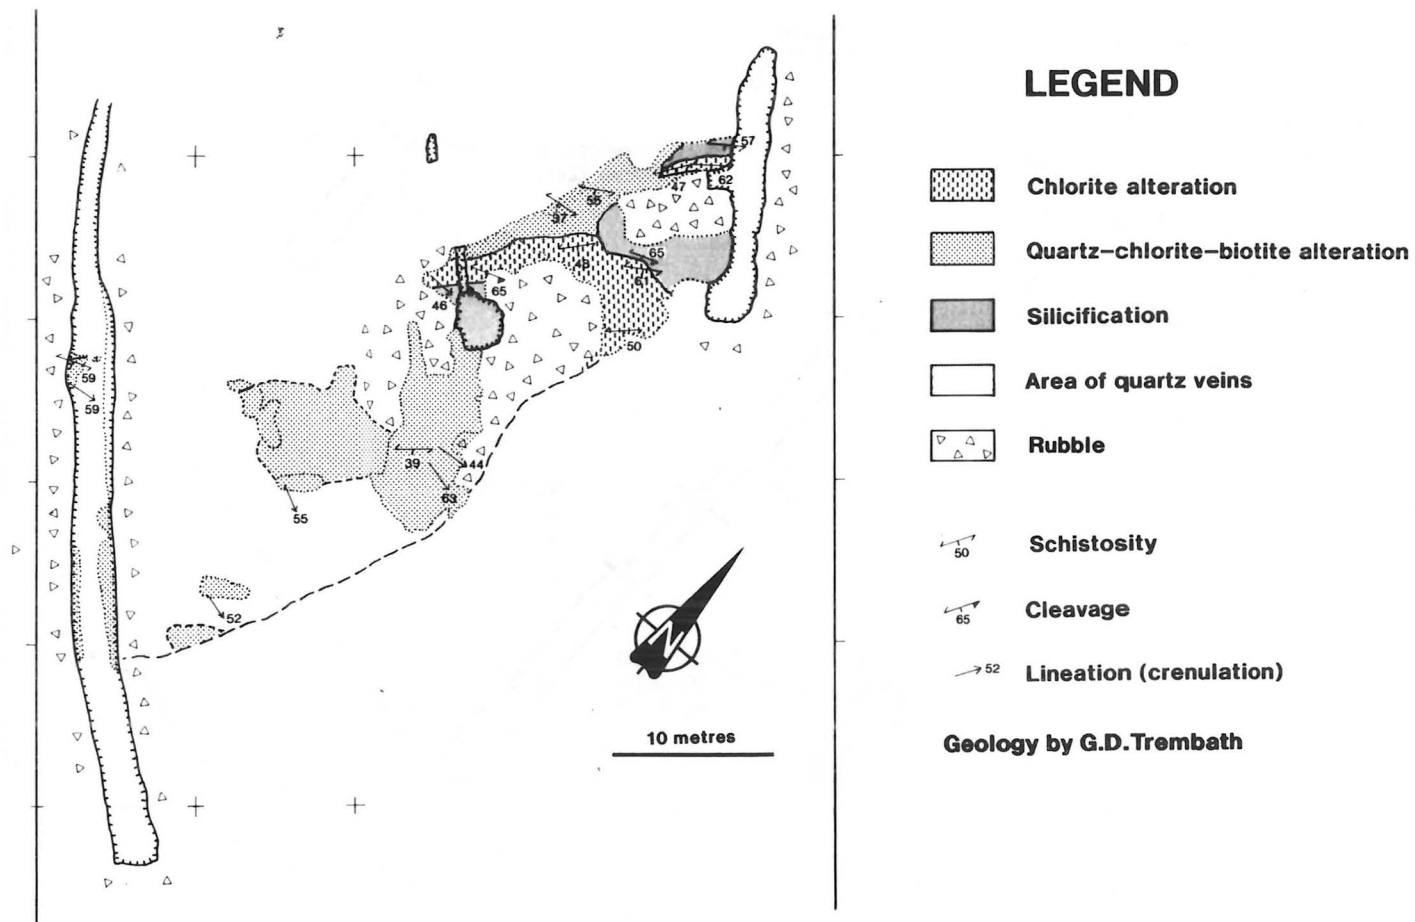 LEGEND
Chlorite alteration
Quartz–chlorite–biotite alteration
Silicification
Area of quartz veins
Rubble
50
Schistosity
65
Cleavage
52
Lineation (crenulation)
Geology by G.D.Trembath
57
47
62
55
37
65
48
61
65
46
50
59
59
39
44
63
55
52
N
10 metres